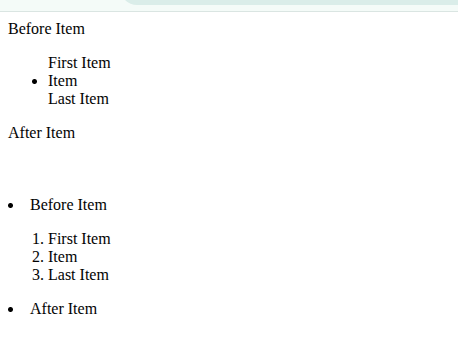 Before Item
First Item
• Item
Last Item
After Item
• Before Item
1. First Item
2. Item
3. Last Item
• After Item